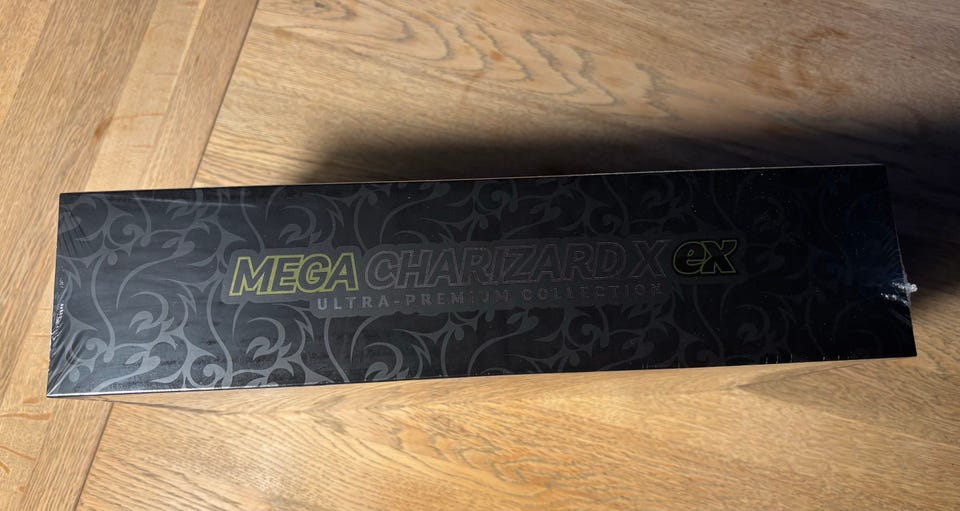 MEGA CHARIZARD X ex
ULTRA-PREMIUM COLLECTION